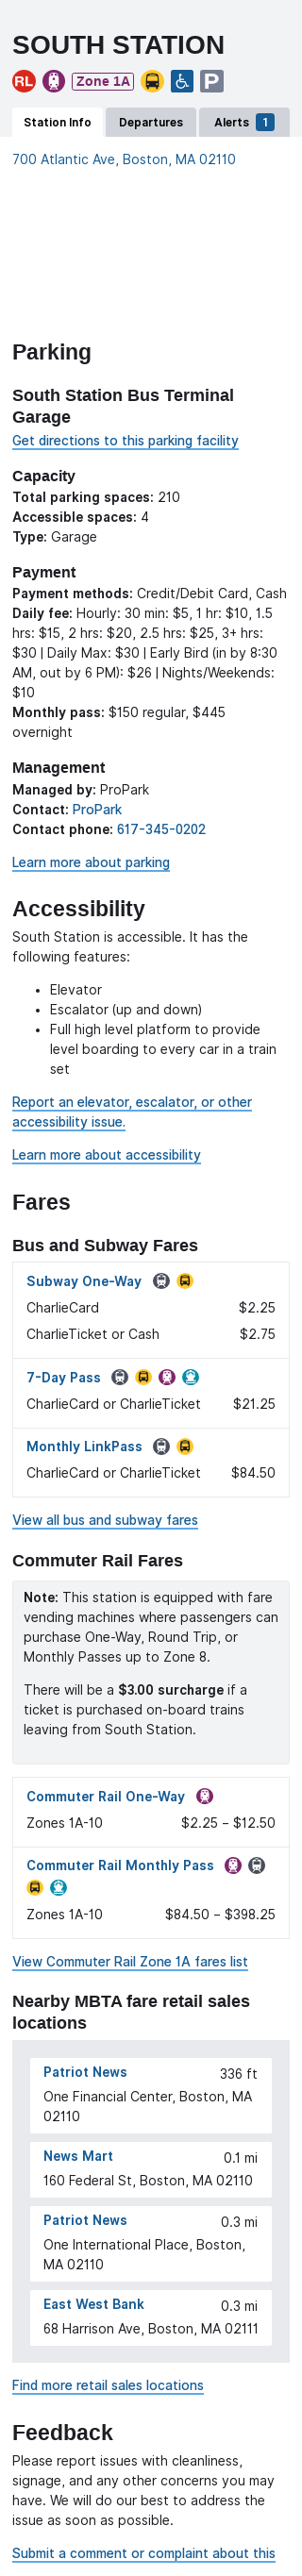 SOUTH STATION
RL Zone 1A P
Station Info Departures Alerts 1
700 Atlantic Ave, Boston, MA 02110
Parking
South Station Bus Terminal
Garage
Get directions to this parking facility
Capacity
Total parking spaces: 210
Accessible spaces: 4
Type: Garage
Payment
Payment methods: Credit/Debit Card, Cash
Daily fee: Hourly: 30 min: $5, 1 hr: $10, 1.5
hrs: $15, 2 hrs: $20, 2.5 hrs: $25, 3+ hrs:
$30 | Daily Max: $30 | Early Bird (in by 8:30
AM, out by 6 PM): $26 | Nights/Weekends:
$10
Monthly pass: $150 regular, $445
overnight
Management
Managed by: ProPark
Contact: ProPark
Contact phone: 617-345-0202
Learn more about parking
Accessibility
South Station is accessible. It has the
following features:
• Elevator
• Escalator (up and down)
• Full high level platform to provide
level boarding to every car in a train
set
Report an elevator, escalator, or other
accessibility issue.
Learn more about accessibility
Fares
Bus and Subway Fares
Subway One-Way
CharlieCard $2.25
CharlieTicket or Cash $2.75
7-Day Pass
CharlieCard or CharlieTicket $21.25
Monthly LinkPass
CharlieCard or CharlieTicket $84.50
View all bus and subway fares
Commuter Rail Fares
Note: This station is equipped with fare
vending machines where passengers can
purchase One-Way, Round Trip, or
Monthly Passes up to Zone 8.
There will be a $3.00 surcharge if a
ticket is purchased on-board trains
leaving from South Station.
Commuter Rail One-Way
Zones 1A-10 $2.25 – $12.50
Commuter Rail Monthly Pass
Zones 1A-10 $84.50 – $398.25
View Commuter Rail Zone 1A fares list
Nearby MBTA fare retail sales
locations
Patriot News 336 ft
One Financial Center, Boston, MA
02110
News Mart 0.1 mi
160 Federal St, Boston, MA 02110
Patriot News 0.3 mi
One International Place, Boston,
MA 02110
East West Bank 0.3 mi
68 Harrison Ave, Boston, MA 02111
Find more retail sales locations
Feedback
Please report issues with cleanliness,
signage, and any other concerns you may
have. We will do our best to address the
issue as soon as possible.
Submit a comment or complaint about this